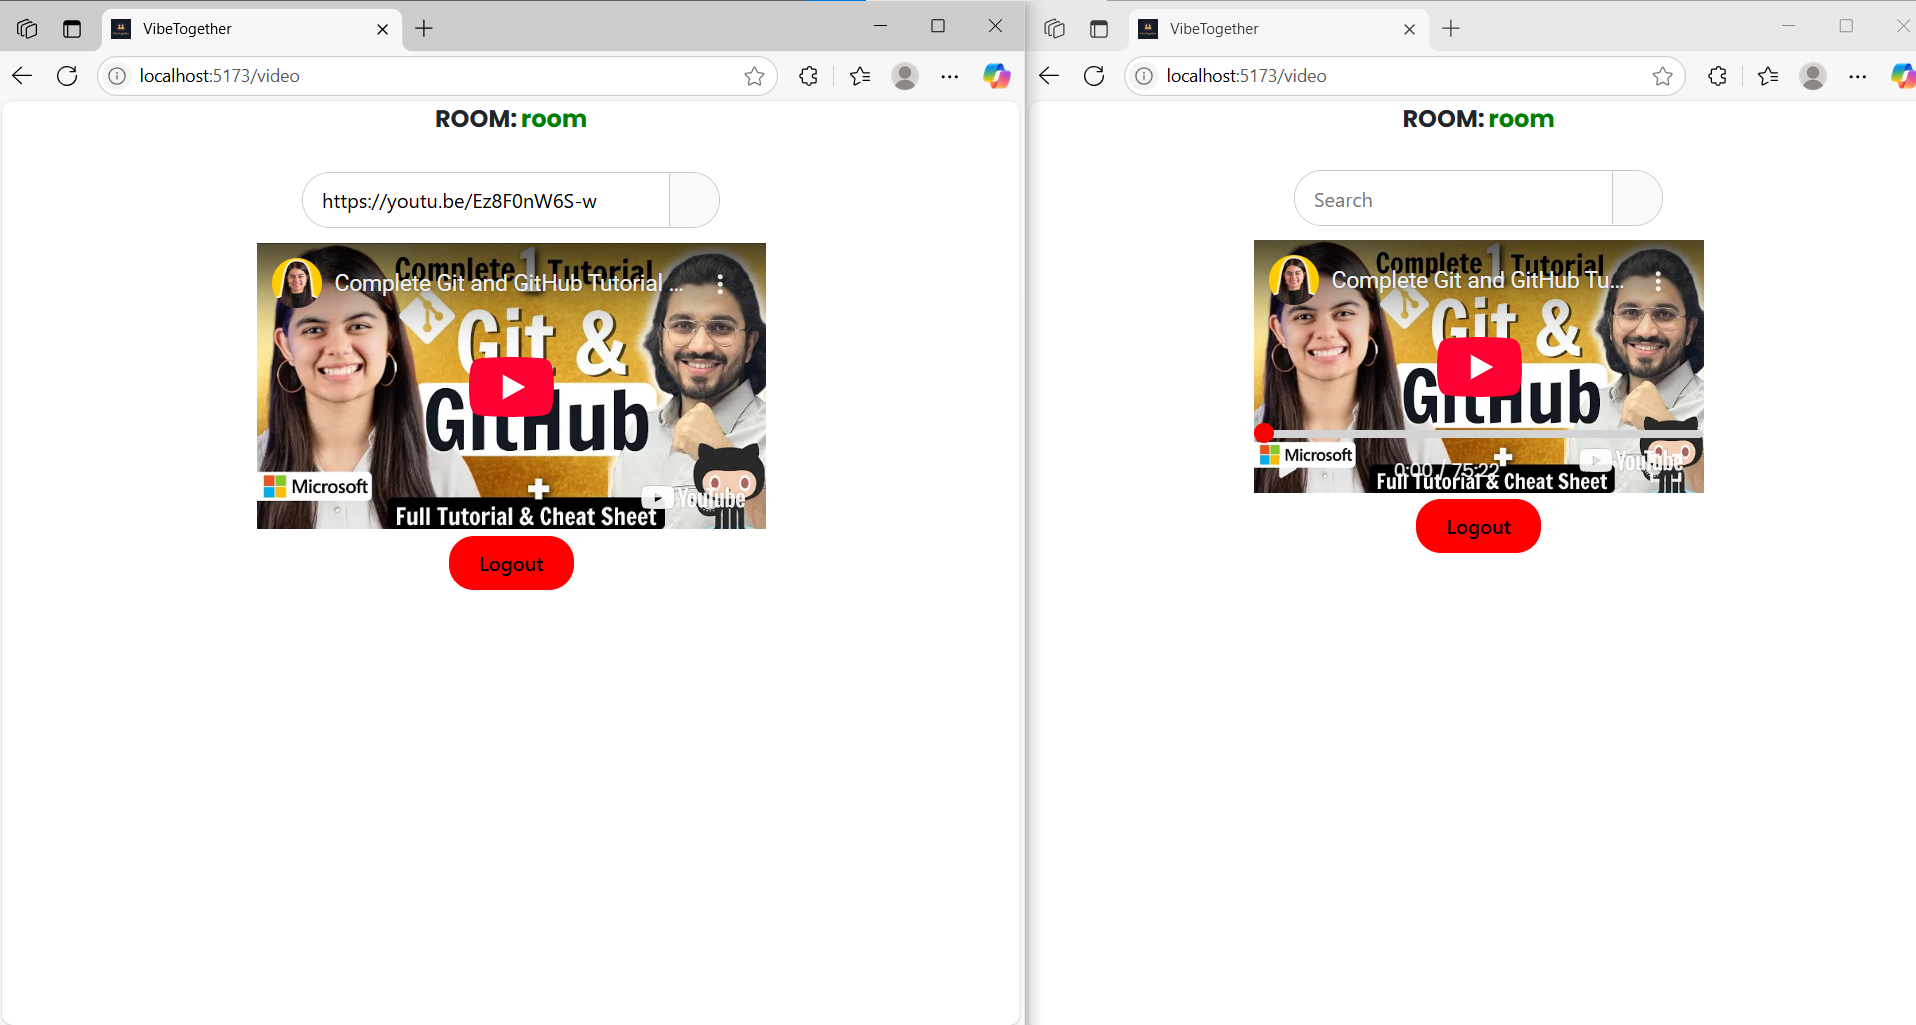 VibeTogether
localhost:5173/video
ROOM: room
https://youtu.be/Ez8F0nW6S-w
Complete 1 Tutorial
Complete Git and GitHub Tutorial ...
Git &
GitHub
Microsoft
+
YouTube
Full Tutorial & Cheat Sheet
Logout
VibeTogether
localhost:5173/video
ROOM: room
Search
Complete 1 Tutorial
Complete Git and GitHub Tu...
Git &
GitHub
Microsoft
+
YouTube
0:00 / 75:22
Full Tutorial & Cheat Sheet
Logout